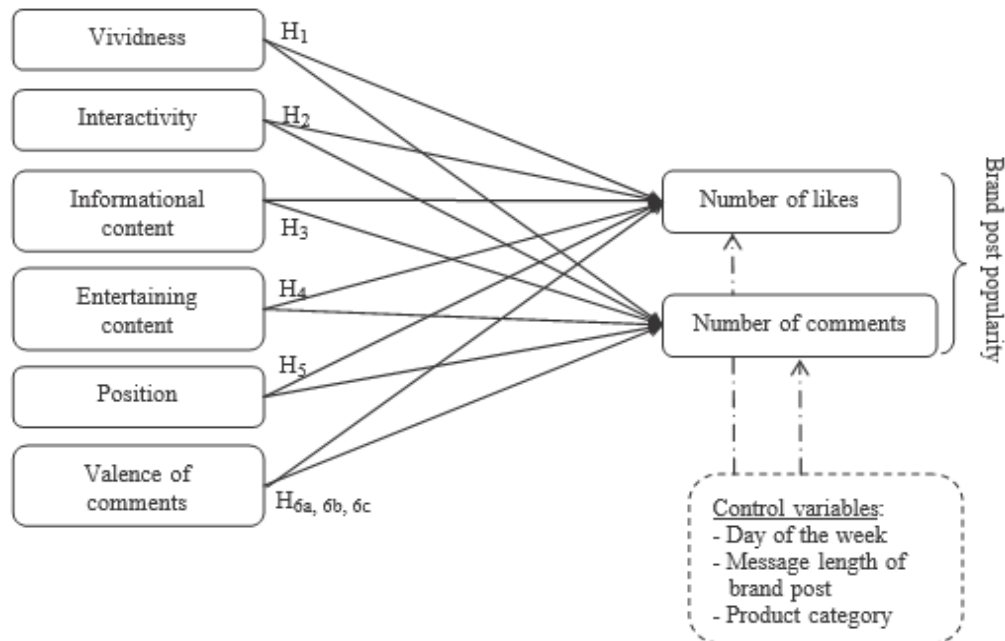 Vividness
H1
Interactivity
H2
Informational
content
H3
Entertaining
content
H4
Position
H5
Valence of
comments
H6a, 6b, 6c
Number of likes
Number of comments
Brand post popularity
Control variables:
- Day of the week
- Message length of
brand post
- Product category